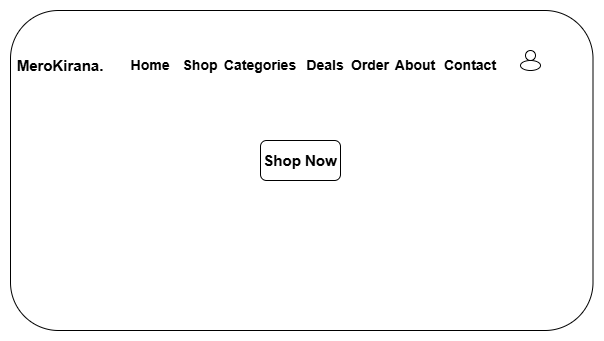 MeroKirana. Home Shop Categories Deals Order About Contact
Shop Now